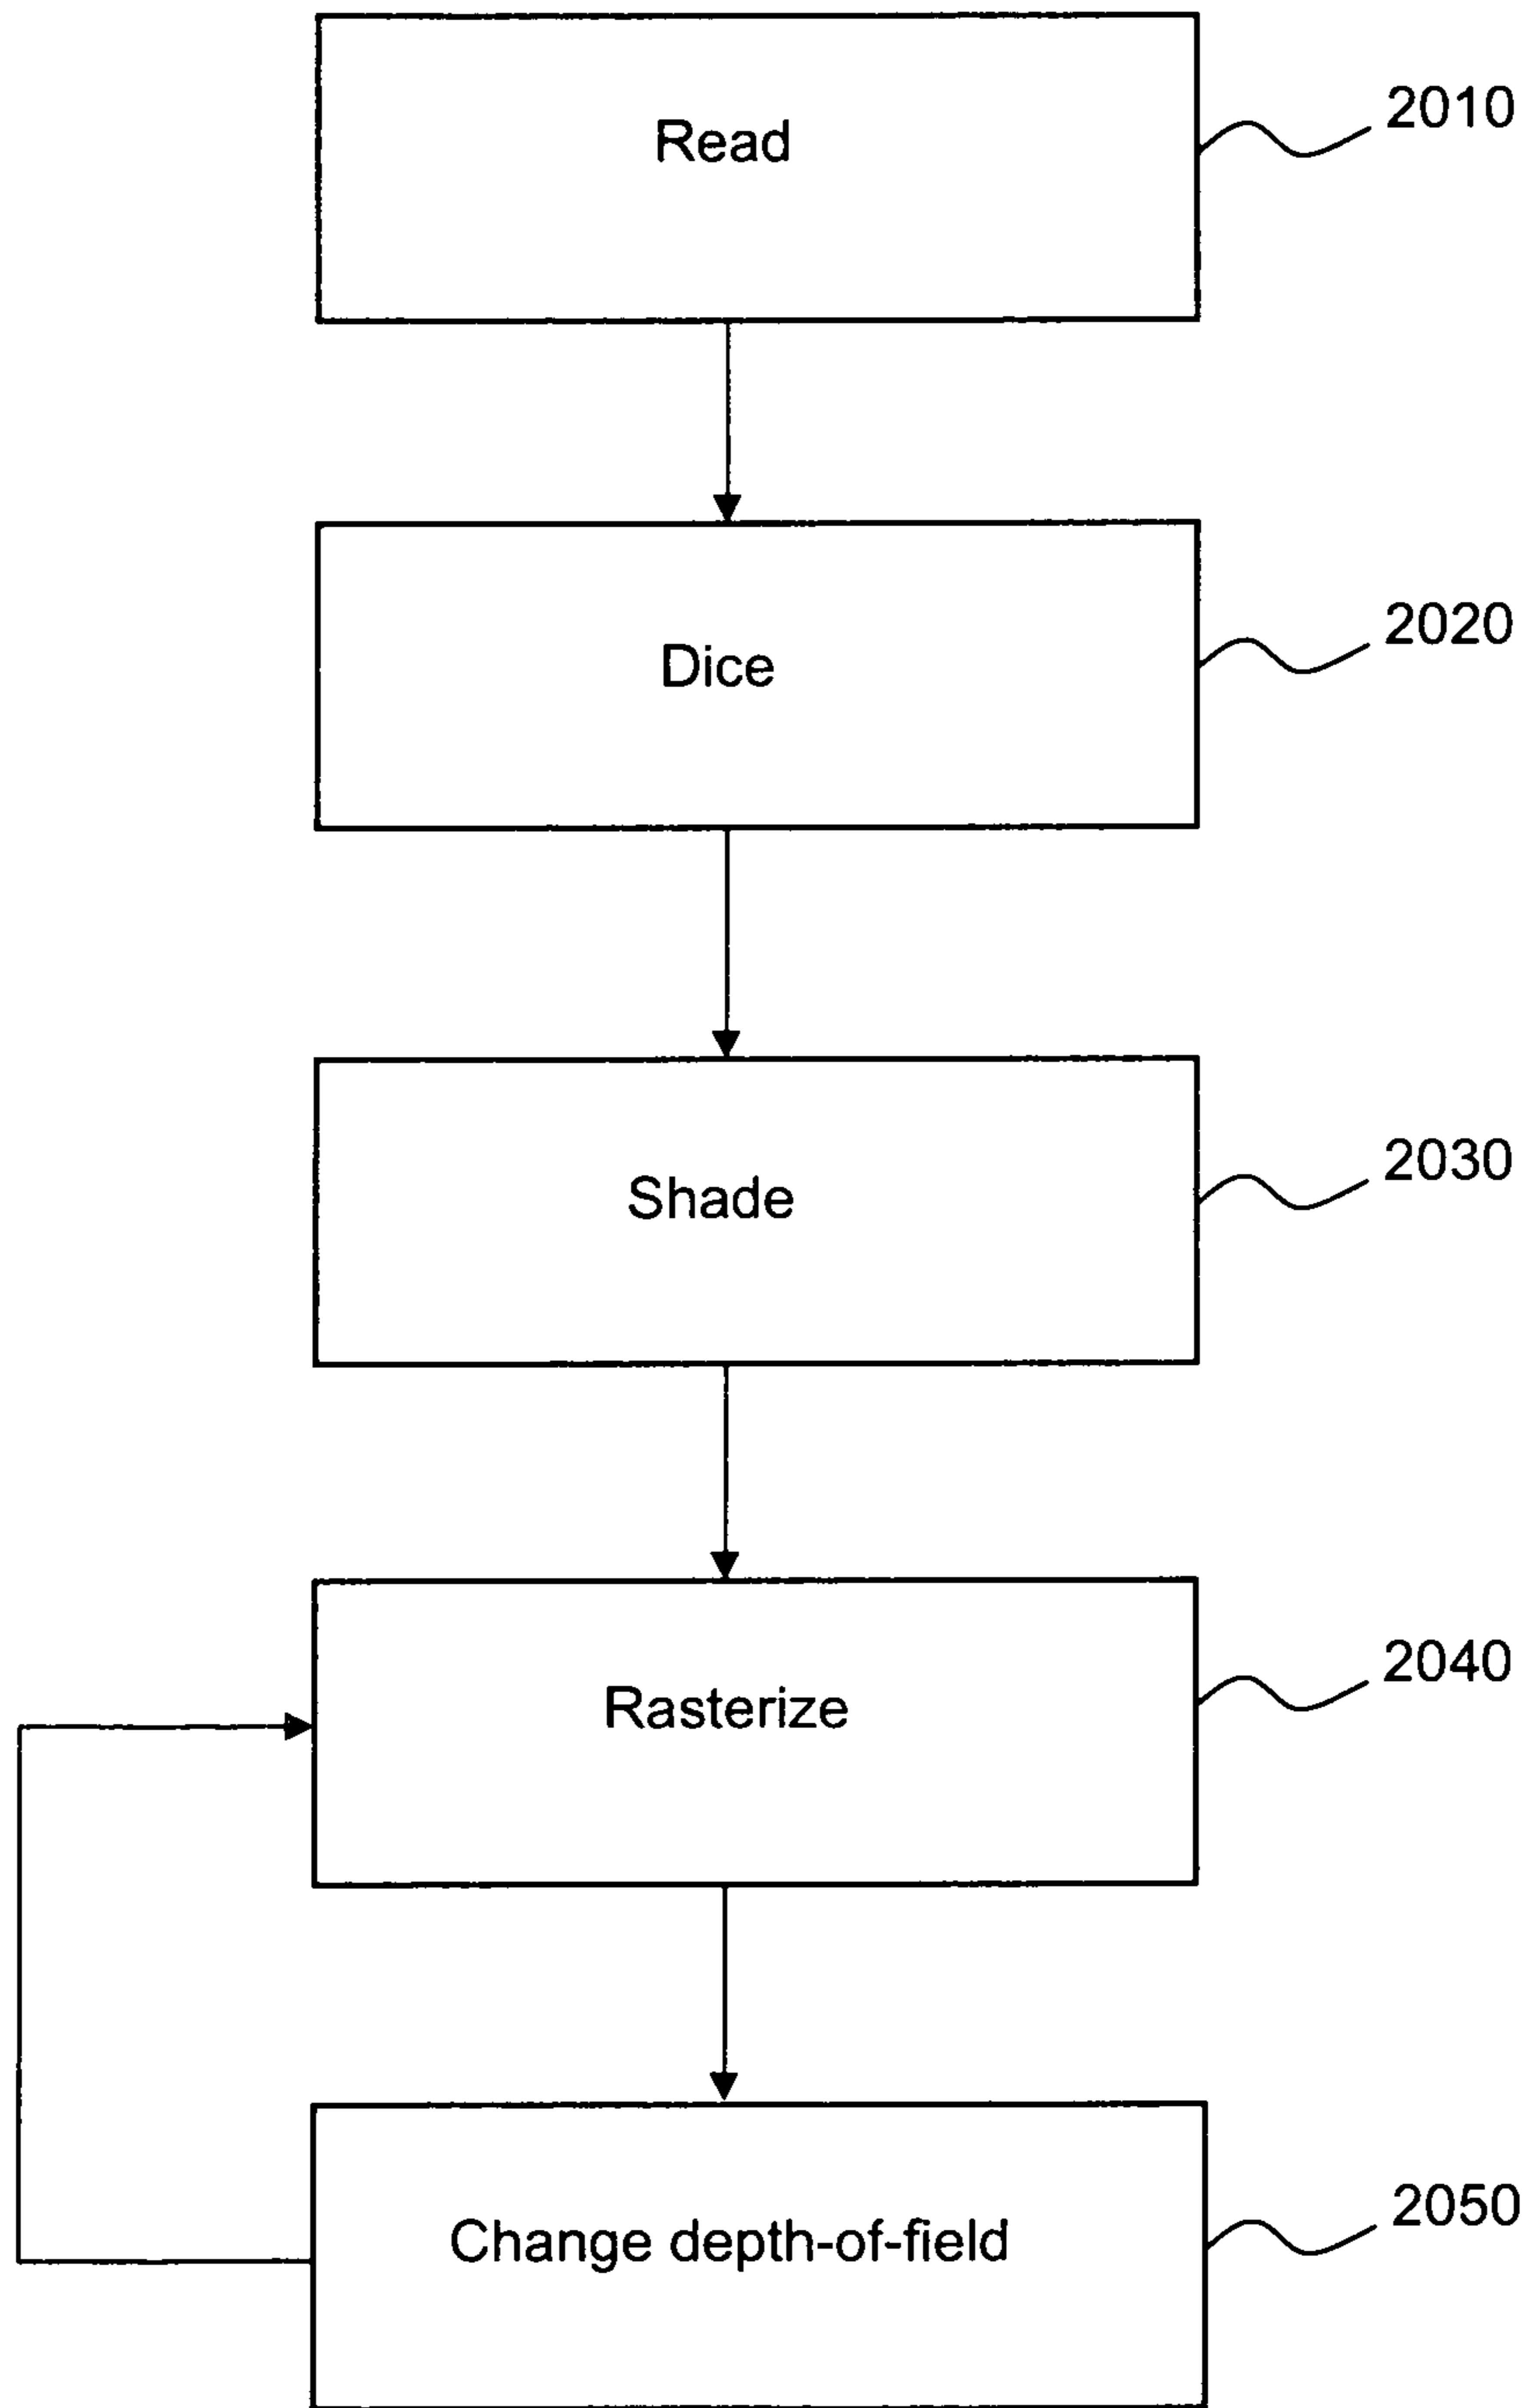 Read
2010
Dice
2020
Shade
2030
Rasterize
2040
Change depth-of-field
2050